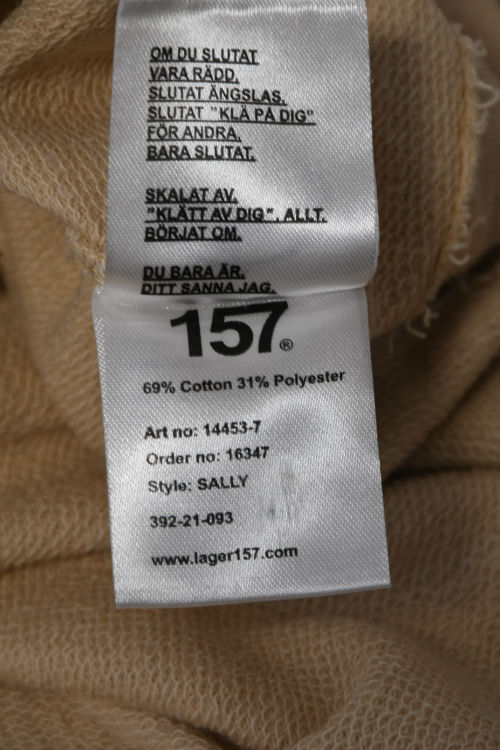 OM DU SLUTAT
VARA RÄDD.
SLUTAT ÄNGSLAS.
SLUTAT "KLÄ PÅ DIG"
FÖR ANDRA.
BARA SLUTAT.
SKALAT AV.
"KLÄTT AV DIG". ALLT.
BÖRJAT OM.
DU BARA ÄR.
DITT SANNA JAG.
157®
69% Cotton 31% Polyester
Art no: 14453-7
Order no: 16347
Style: SALLY
392-21-093
www.lager157.com